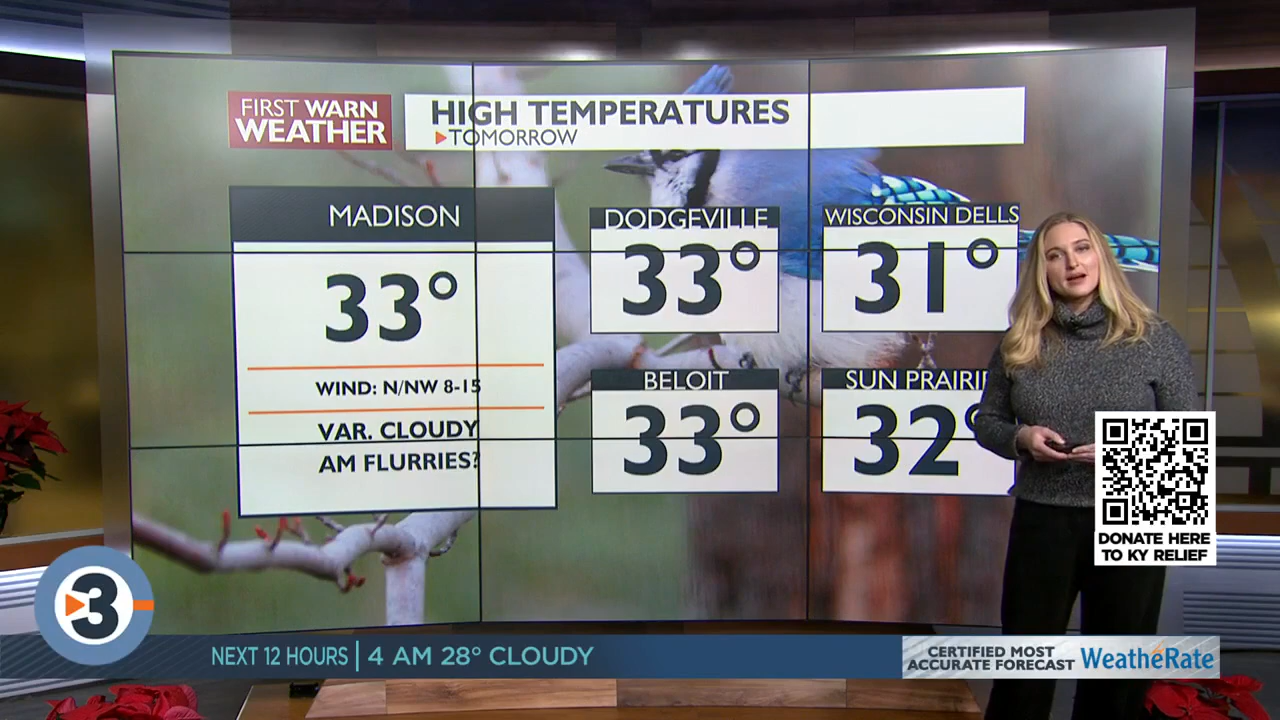 FIRST WARN
WEATHER
HIGH TEMPERATURES
TOMORROW
MADISON
33°
WIND: N/NW 8-15
VAR. CLOUDY
AM FLURRIES?
DODGEVILLE
33°
WISCONSIN DELLS
31°
BELOIT
33°
SUN PRAIRIE
32°
DONATE HERE
TO KY RELIEF
3
NEXT 12 HOURS | 4 AM 28° CLOUDY
CERTIFIED MOST
ACCURATE FORECAST
WeatheRate